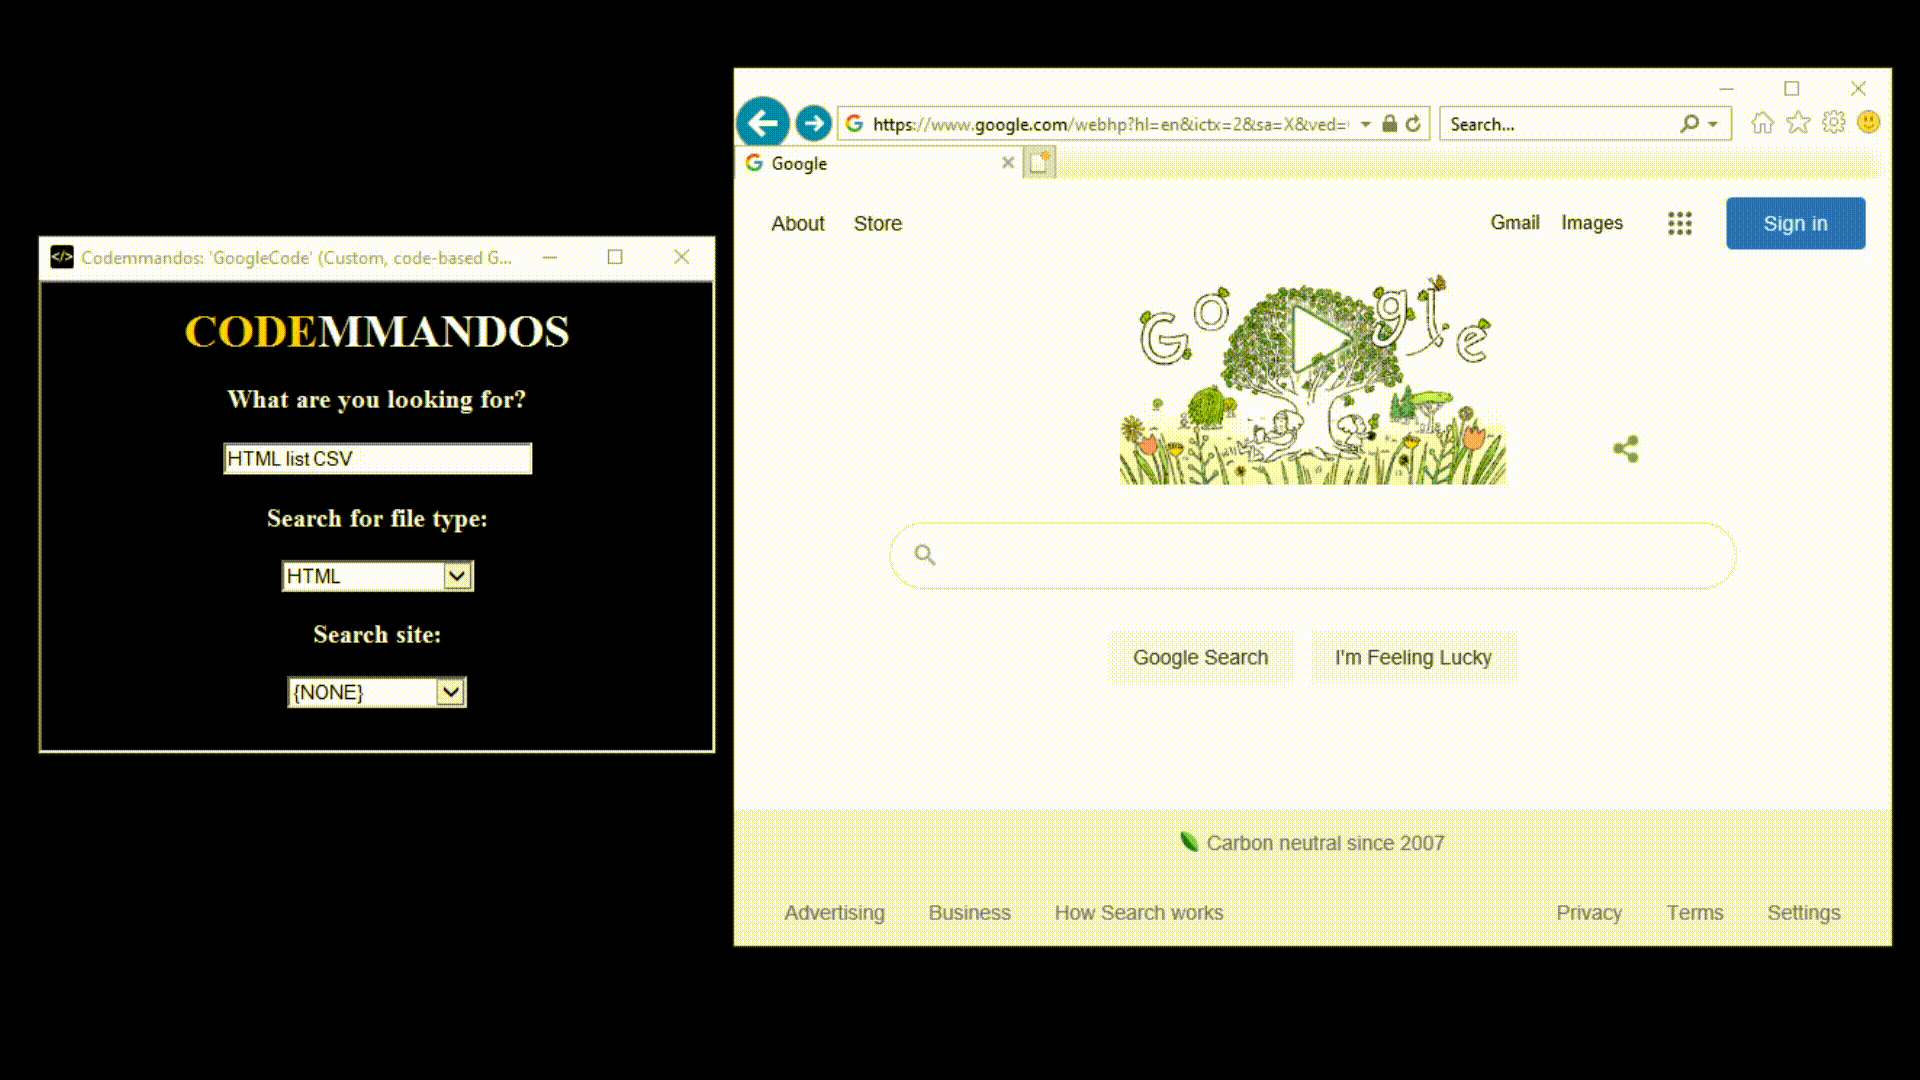 Codemmandos: 'GoogleCode' (Custom, code-based G...
CODEMMANDOS
What are you looking for?
HTML list CSV
Search for file type:
HTML
Search site:
{NONE}
https://www.google.com/webhp?hl=en&ictx=2&sa=X&ved=
Search...
Google
About Store
Gmail Images
Sign in
Google
Google Search I'm Feeling Lucky
Carbon neutral since 2007
Advertising Business How Search works
Privacy Terms Settings